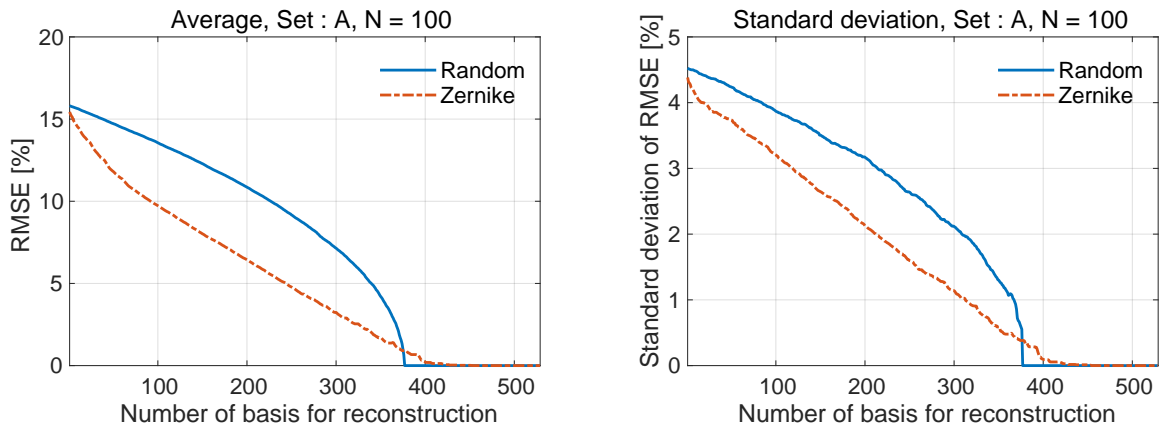 Average, Set : A, N = 100
RMSE [%]
20
15
10
5
0
Random
Zernike
100 200 300 400 500
Number of basis for reconstruction
Standard deviation, Set : A, N = 100
Standard deviation of RMSE [%]
5
4
3
2
1
0
Random
Zernike
100 200 300 400 500
Number of basis for reconstruction